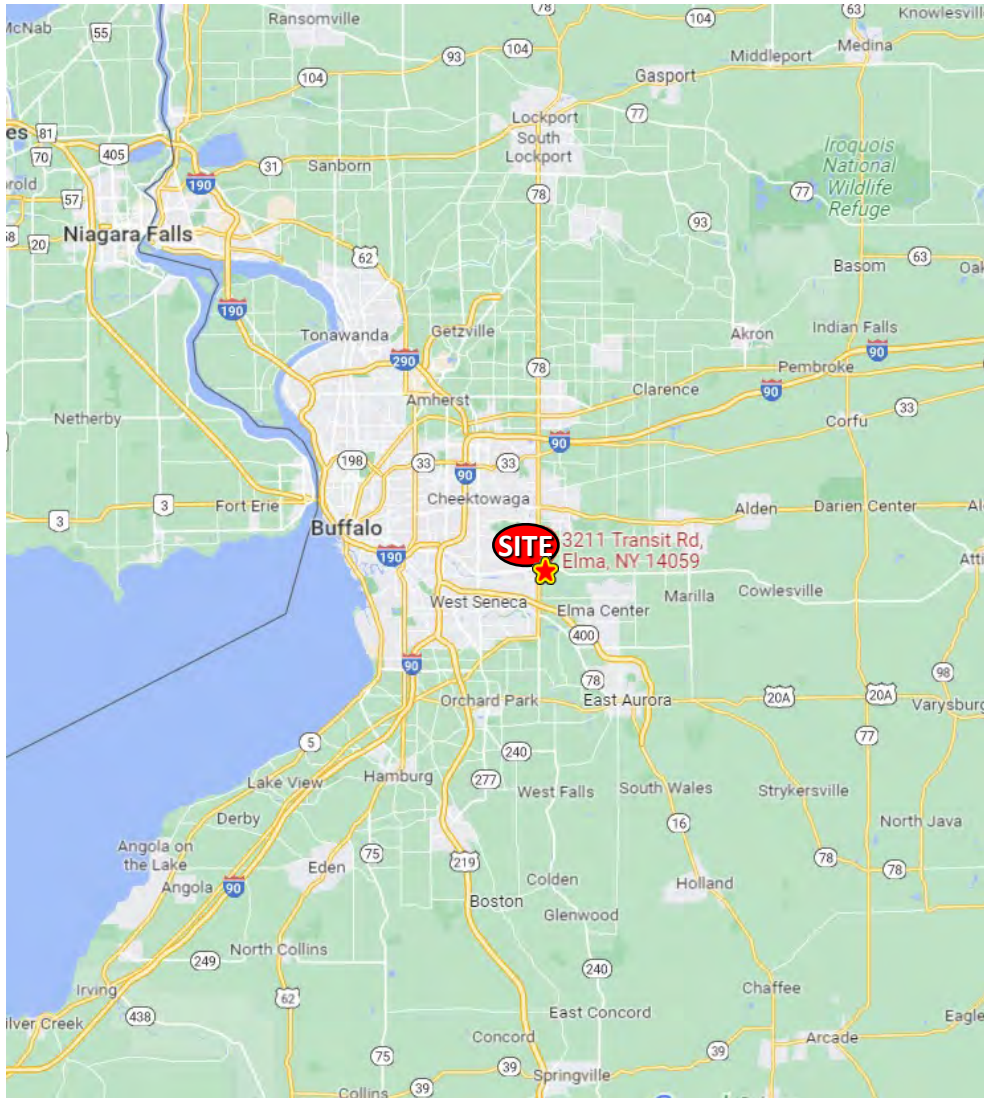 McNab
55
Ransomville
78
104
63
Knowlesvill
93
104
Middleport
Medina
104
Gasport
77
Lockport
es
81
405
South
Lockport
70
31
Sanborn
Iroquois
National
Wildlife
Refuge
190
77
57
93
Niagara Falls
20
62
63
Basom
Oak
190
Tonawanda
Getzville
Akron
Indian Falls
290
78
90
Pembroke
Clarence
90
Amherst
33
Netherby
Corfu
90
198
33
90
33
Cheektowaga
3
3
Fort Erie
Alden
Darien Center
Buffalo
190
SITE
3211 Transit Rd,
Elma, NY 14059
Atti
Marilla
Cowlesville
West Seneca
Elma Center
400
90
98
78
Orchard Park
East Aurora
20A
20A
Varysburg
5
77
240
Lake View
Hamburg
277
West Falls
South Wales
Strykersville
Derby
16
North Java
Angola on
the Lake
75
219
78
78
Angola
90
Eden
Colden
Holland
Boston
Glenwood
North Collins
249
240
Irving
62
Chaffee
438
East Concord
Eagle
ilver Creek
Concord
Arcade
75
39
39
Springville
Collins
39